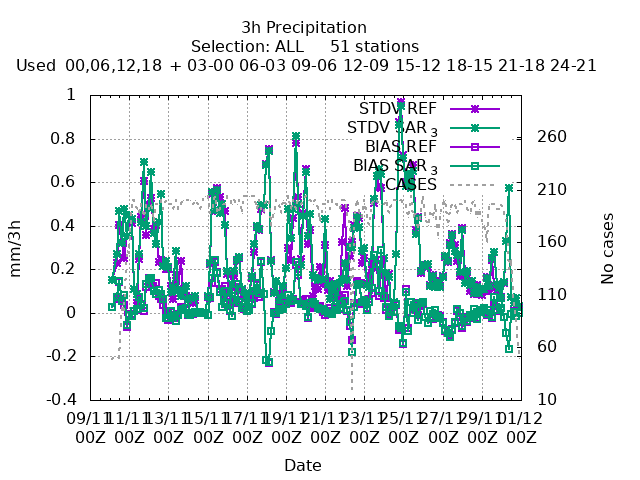 3h Precipitation
Selection: ALL 51 stations
Used 00,06,12,18 + 03-00 06-03 09-06 12-09 15-12 18-15 21-18 24-21
STDV REF
STDV SAR 3
BIAS REF
BIAS SAR 3
CASES
1
0.8
0.6
0.4
0.2
0
-0.2
-0.4
mm/3h
260
210
160
110
60
10
No cases
09/11 11/11 13/11 15/11 17/11 19/11 21/11 23/11 25/11 27/11 29/11 01/12
00Z 00Z 00Z 00Z 00Z 00Z 00Z 00Z 00Z 00Z 00Z 00Z
Date